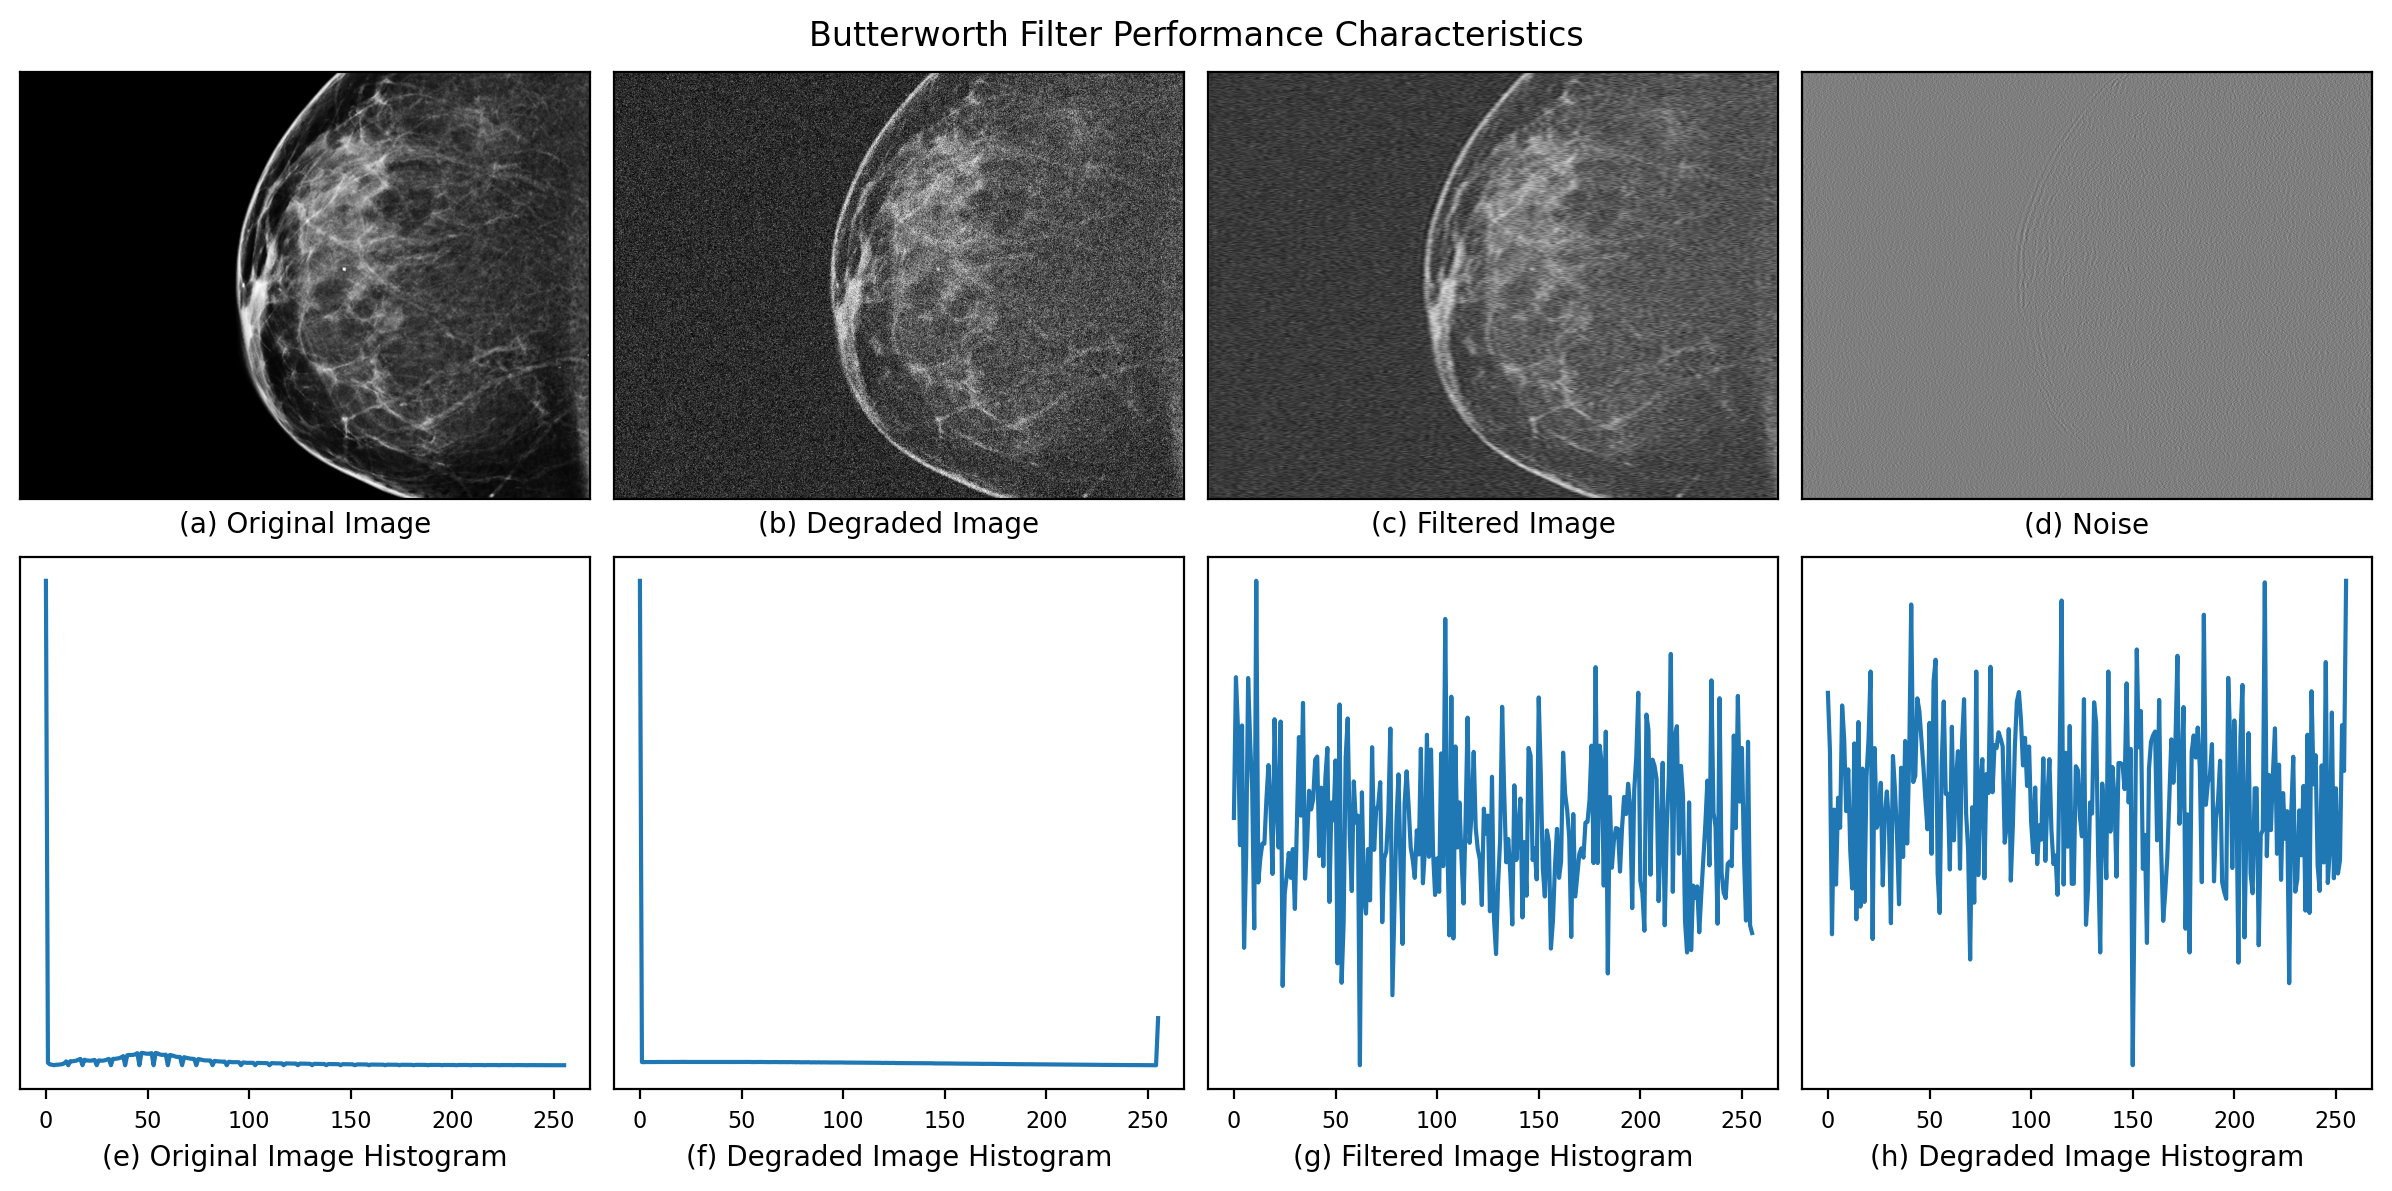 Butterworth Filter Performance Characteristics
(a) Original Image
(b) Degraded Image
(c) Filtered Image
(d) Noise
0 50 100 150 200 250
0 50 100 150 200 250
0 50 100 150 200 250
0 50 100 150 200 250
(e) Original Image Histogram
(f) Degraded Image Histogram
(g) Filtered Image Histogram
(h) Degraded Image Histogram